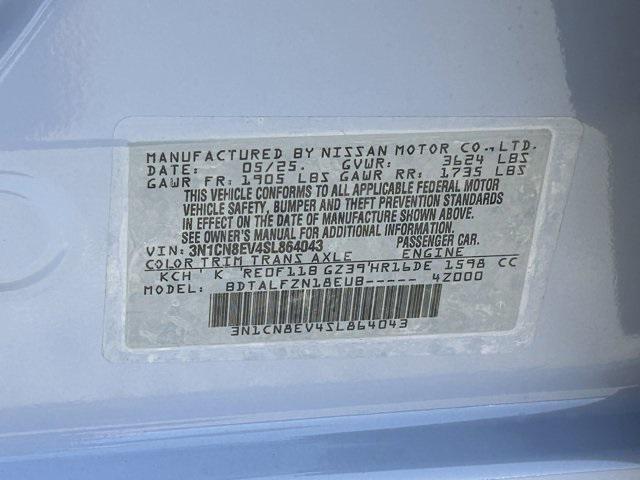 MANUFACTURED BY NISSAN MOTOR CO.,LTD.
DATE: 05/25, GVWR: 3624 LBS
GAWR FR: 1905 LBS GAWR RR: 1735 LBS
THIS VEHICLE CONFORMS TO ALL APPLICABLE FEDERAL MOTOR
VEHICLE SAFETY, BUMPER AND THEFT PREVENTION STANDARDS
IN EFFECT ON THE DATE OF MANUFACTURE SHOWN ABOVE.
SEE OWNER'S MANUAL FOR ADDITIONAL INFORMATION.
VIN: 3N1CN8EV4SL864043 PASSENGER CAR.
COLOR TRIM TRANS AXLE ENGINE
KCH K RE0F11B GZ39 HR16DE 1598 CC
MODEL: BDTALFZN18EU8----- 4Z000
3N1CN8EV4SL864043